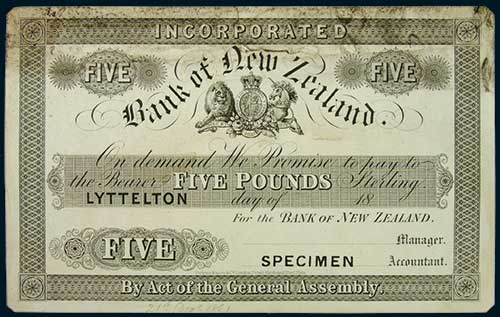 INCORPORATED
FIVE FIVE
Bank of New Zealand.
On demand We Promise to pay to
the Bearer FIVE POUNDS Sterling.
LYTTELTON day of 18
For the BANK OF NEW ZEALAND.
Manager.
FIVE
SPECIMEN Accountant.
By Act of the General Assembly.